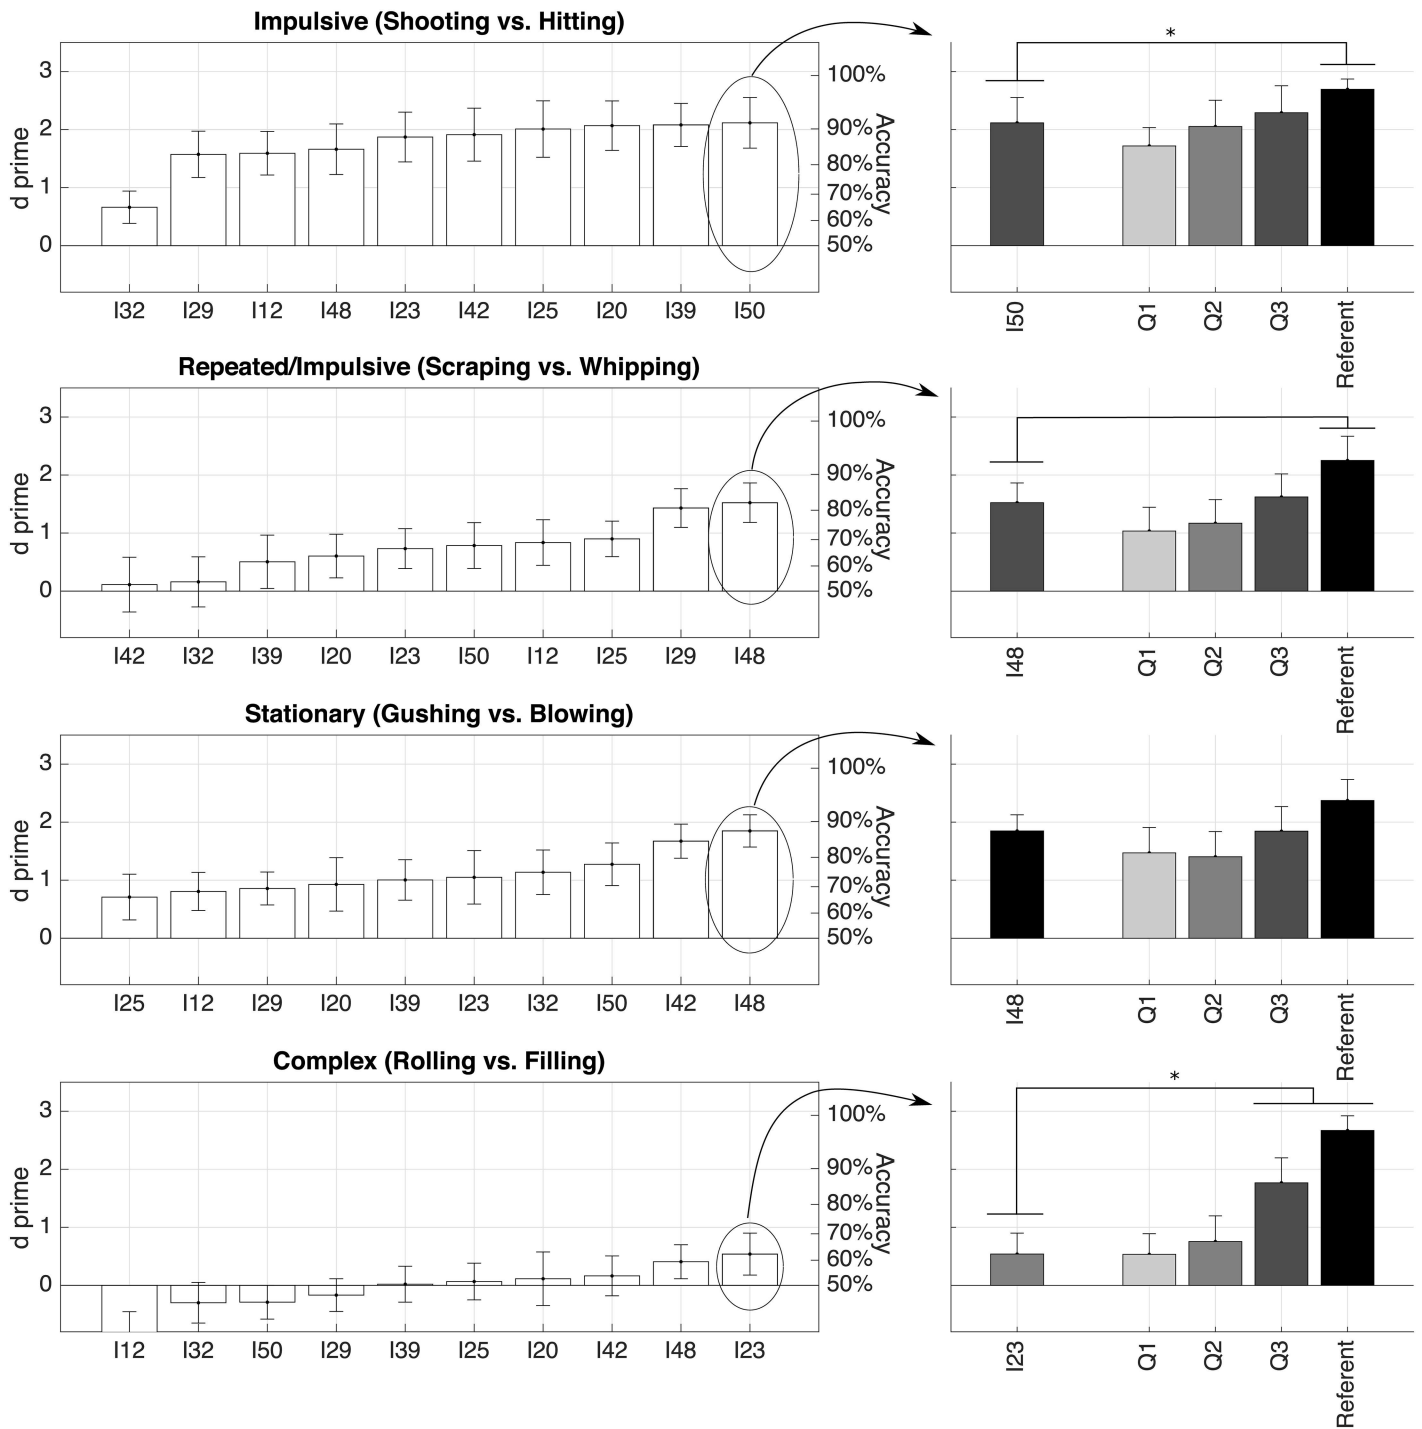 Impulsive (Shooting vs. Hitting)
d prime
3
2
1
0
100%
90%
80%
70%
60%
50%
Accuracy
I32 I29 I12 I48 I23 I42 I25 I20 I39 I50
*
I50 Q1 Q2 Q3 Referent
Repeated/Impulsive (Scraping vs. Whipping)
d prime
3
2
1
0
100%
90%
80%
70%
60%
50%
Accuracy
I42 I32 I39 I20 I23 I50 I12 I25 I29 I48
I48 Q1 Q2 Q3 Referent
Stationary (Gushing vs. Blowing)
d prime
3
2
1
0
100%
90%
80%
70%
60%
50%
Accuracy
I25 I12 I29 I20 I39 I23 I32 I50 I42 I48
I48 Q1 Q2 Q3 Referent
Complex (Rolling vs. Filling)
d prime
3
2
1
0
100%
90%
80%
70%
60%
50%
Accuracy
I12 I32 I50 I29 I39 I25 I20 I42 I48 I23
*
I23 Q1 Q2 Q3 Referent